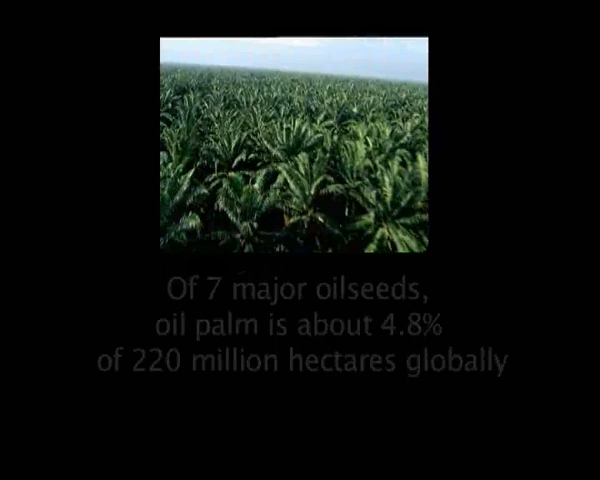 Of 7 major oilseeds,
oil palm is about 4.8%
of 220 million hectares globally